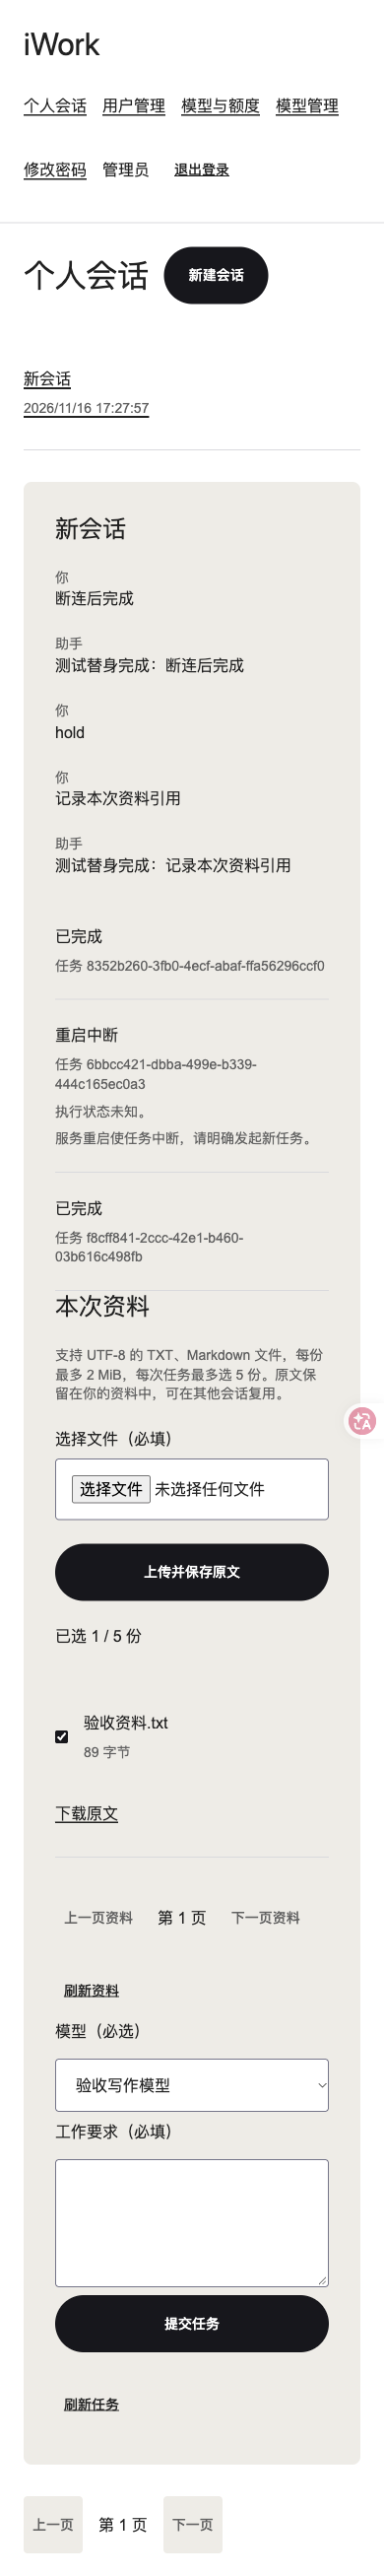 iWork
个人会话 用户管理 模型与额度 模型管理
修改密码 管理员 退出登录
个人会话 新建会话
新会话
2026/11/16 17:27:57
新会话
你
断连后完成
助手
测试替身完成：断连后完成
你
hold
你
记录本次资料引用
助手
测试替身完成：记录本次资料引用
已完成
任务 8352b260-3fb0-4ecf-abaf-ffa56296ccf0
重启中断
任务 6bbcc421-dbba-499e-b339-
444c165ec0a3
执行状态未知。
服务重启使任务中断，请明确发起新任务。
已完成
任务 f8cff841-2ccc-42e1-b460-
03b616c498fb
本次资料
支持 UTF-8 的 TXT、Markdown 文件，每份
最多 2 MiB，每次任务最多选 5 份。原文保
留在你的资料中，可在其他会话复用。
选择文件（必填）
选择文件 未选择任何文件
上传并保存原文
已选 1 / 5 份
验收资料.txt
89 字节
下载原文
上一页资料 第 1 页 下一页资料
刷新资料
模型（必选）
验收写作模型
工作要求（必填）
提交任务
刷新任务
上一页 第 1 页 下一页